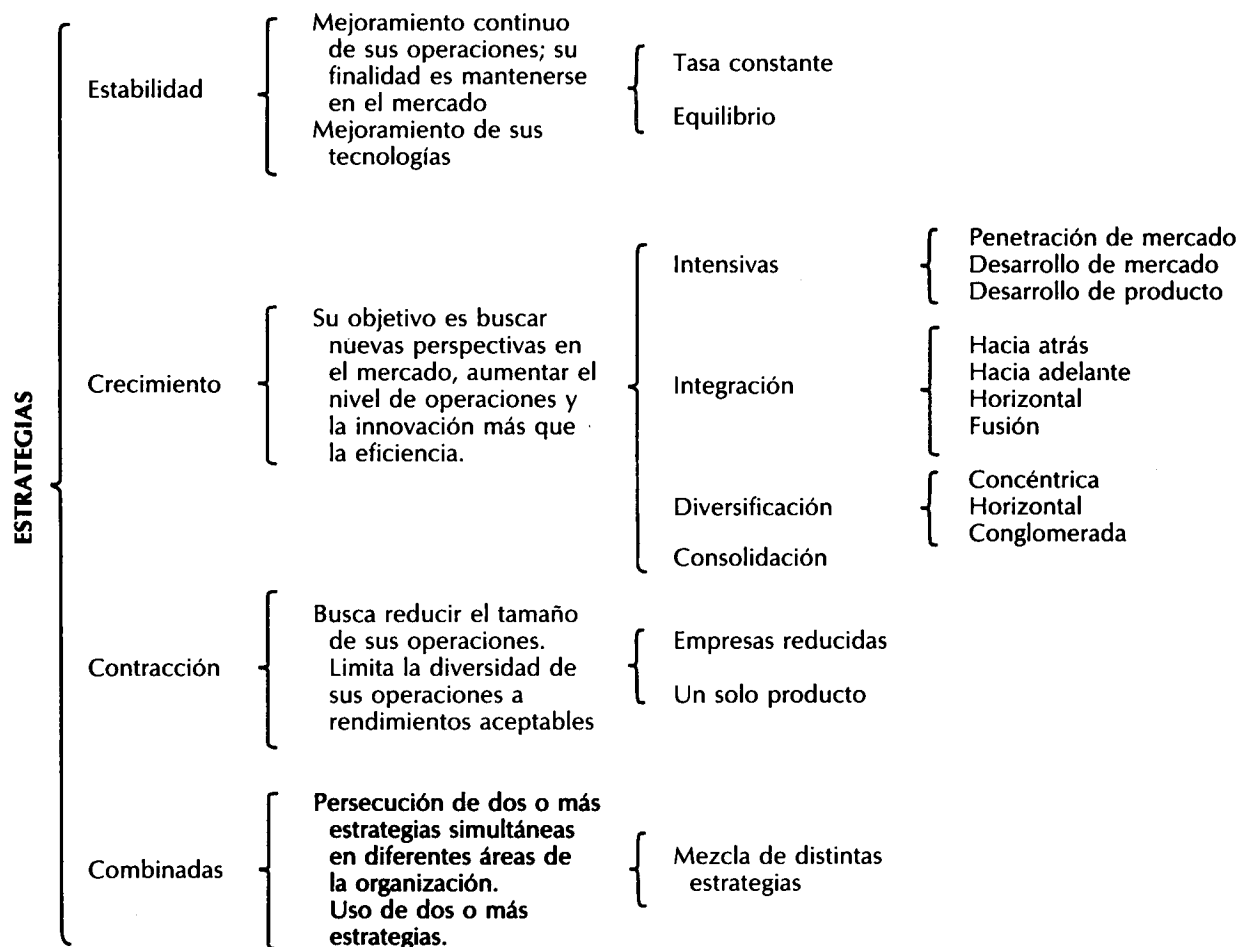 ESTRATEGIAS
Estabilidad
Mejoramiento continuo
de sus operaciones; su
finalidad es mantenerse
en el mercado
Mejoramiento de sus
tecnologías
Tasa constante
Equilibrio
Crecimiento
Su objetivo es buscar
nuevas perspectivas en
el mercado, aumentar el
nivel de operaciones y
la innovación más que
la eficiencia.
Intensivas
Penetración de mercado
Desarrollo de mercado
Desarrollo de producto
Integración
Hacia atrás
Hacia adelante
Horizontal
Fusión
Diversificación
Concéntrica
Horizontal
Conglomerada
Consolidación
Contracción
Busca reducir el tamaño
de sus operaciones.
Limita la diversidad de
sus operaciones a
rendimientos aceptables
Empresas reducidas
Un solo producto
Combinadas
Persecución de dos o más
estrategias simultáneas
en diferentes áreas de
la organización.
Uso de dos o más
estrategias.
Mezcla de distintas
estrategias